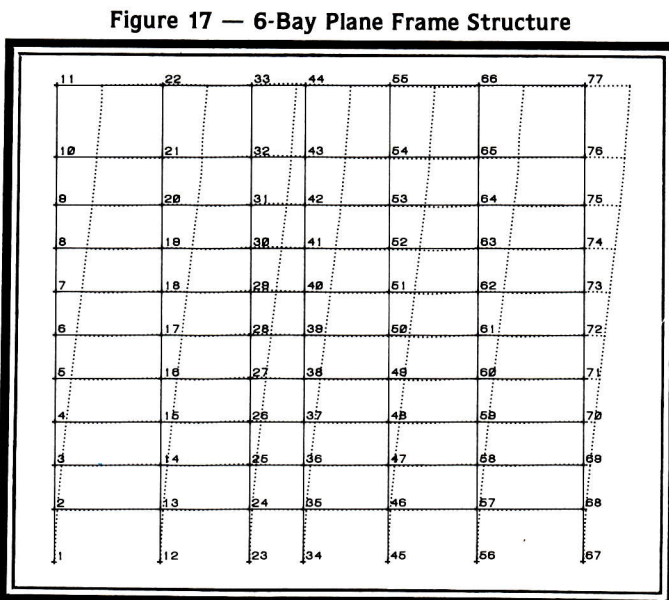 Figure 17 — 6-Bay Plane Frame Structure
11 22 33 44 55 66 77
10 21 32 43 54 65 76
9 20 31 42 53 64 75
8 19 30 41 52 63 74
7 18 29 40 51 62 73
6 17 28 39 50 61 72
5 16 27 38 49 60 71
4 15 26 37 48 59 70
3 14 25 36 47 58 69
2 13 24 35 46 57 68
1 12 23 34 45 56 67